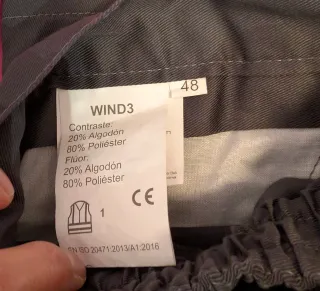 WIND3
48
Contraste:
20% Algodón
80% Poliéster
Flúor:
20% Algodón
80% Poliéster
CE
1
EN ISO 20471:2013/A1:2016